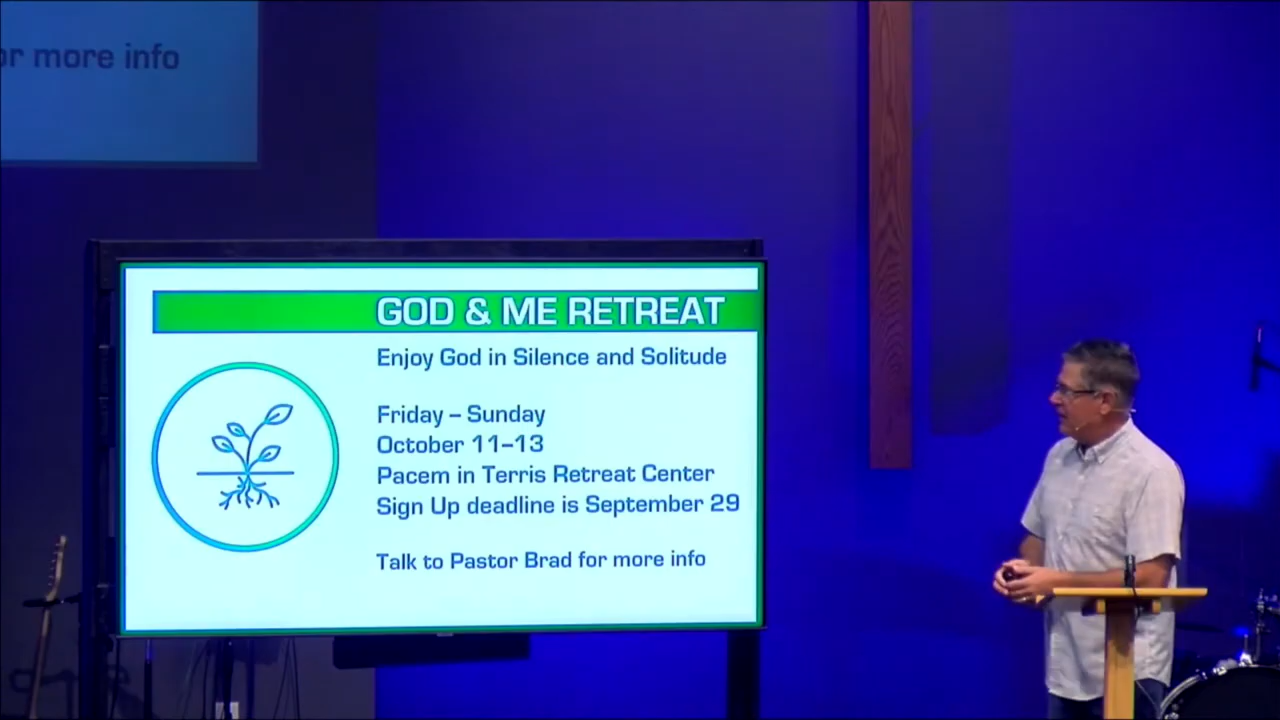 or more info
GOD & ME RETREAT
Enjoy God in Silence and Solitude
Friday – Sunday
October 11–13
Pacem in Terris Retreat Center
Sign Up deadline is September 29
Talk to Pastor Brad for more info